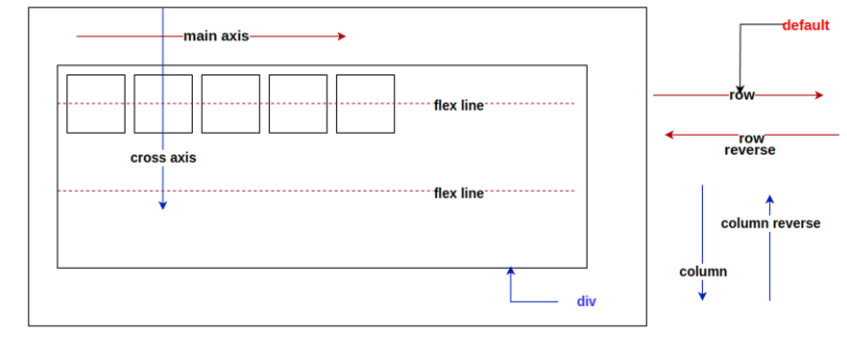 main axis
flex line
cross axis
flex line
div
default
row
row
reverse
column reverse
column